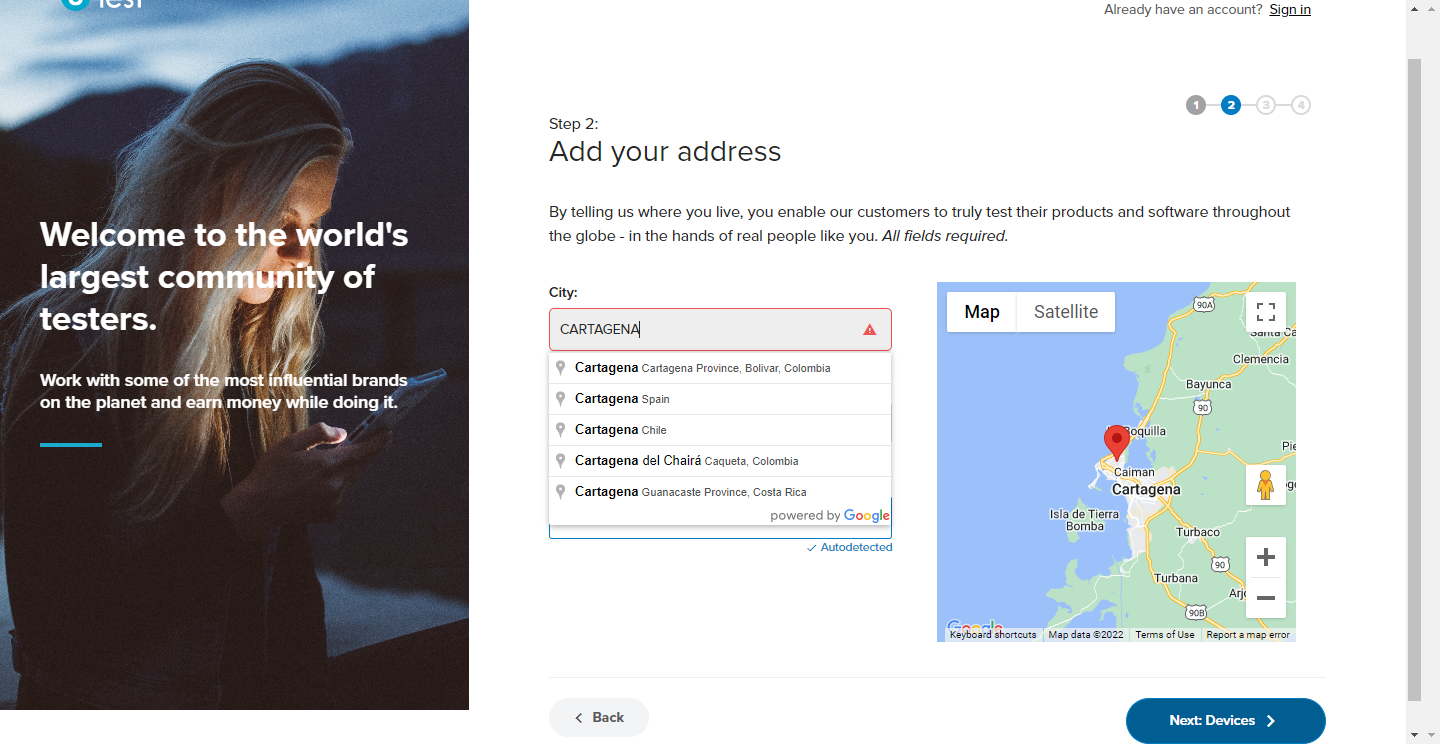 Test
Already have an account? Sign in
1 2 3 4
Step 2:
Add your address
By telling us where you live, you enable our customers to truly test their products and software throughout
the globe - in the hands of real people like you. All fields required.
Welcome to the world's
largest community of
testers.
Work with some of the most influential brands
on the planet and earn money while doing it.
City:
CARTAGENA
Cartagena Cartagena Province, Bolivar, Colombia
Cartagena Spain
Cartagena Chile
Cartagena del Chairá Caqueta, Colombia
Cartagena Guanacaste Province, Costa Rica
powered by Google
Autodetected
Map Satellite
90A
Clemencia
Bayunca
90
Boquilla
Caiman
Cartagena
Isla de Tierra
Bomba
Turbaco
90
Turbana
90B
Google
Keyboard shortcuts Map data ©2022 Terms of Use Report a map error
Back
Next: Devices